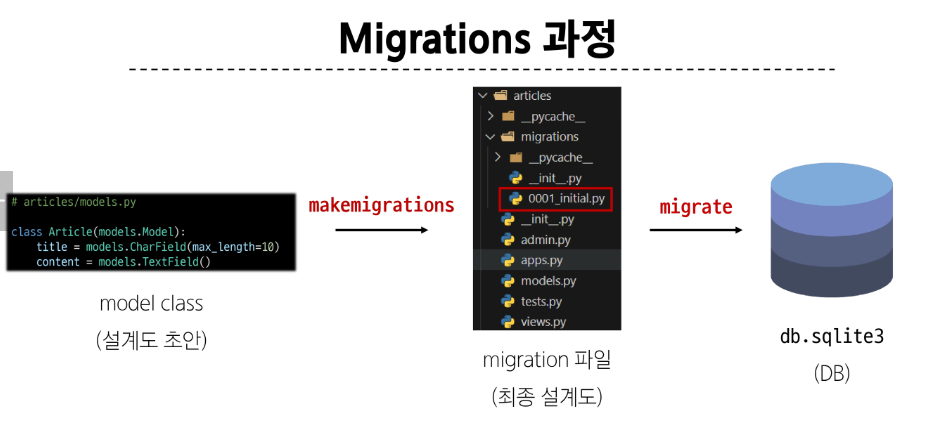 Migrations 과정
# articles/models.py
class Article(models.Model):
title = models.CharField(max_length=10)
content = models.TextField()
model class
(설계도 초안)
makemigrations
articles
__pycache__
migrations
__pycache__
__init__.py
0001_initial.py
__init__.py
admin.py
apps.py
models.py
tests.py
views.py
migration 파일
(최종 설계도)
migrate
db.sqlite3
(DB)